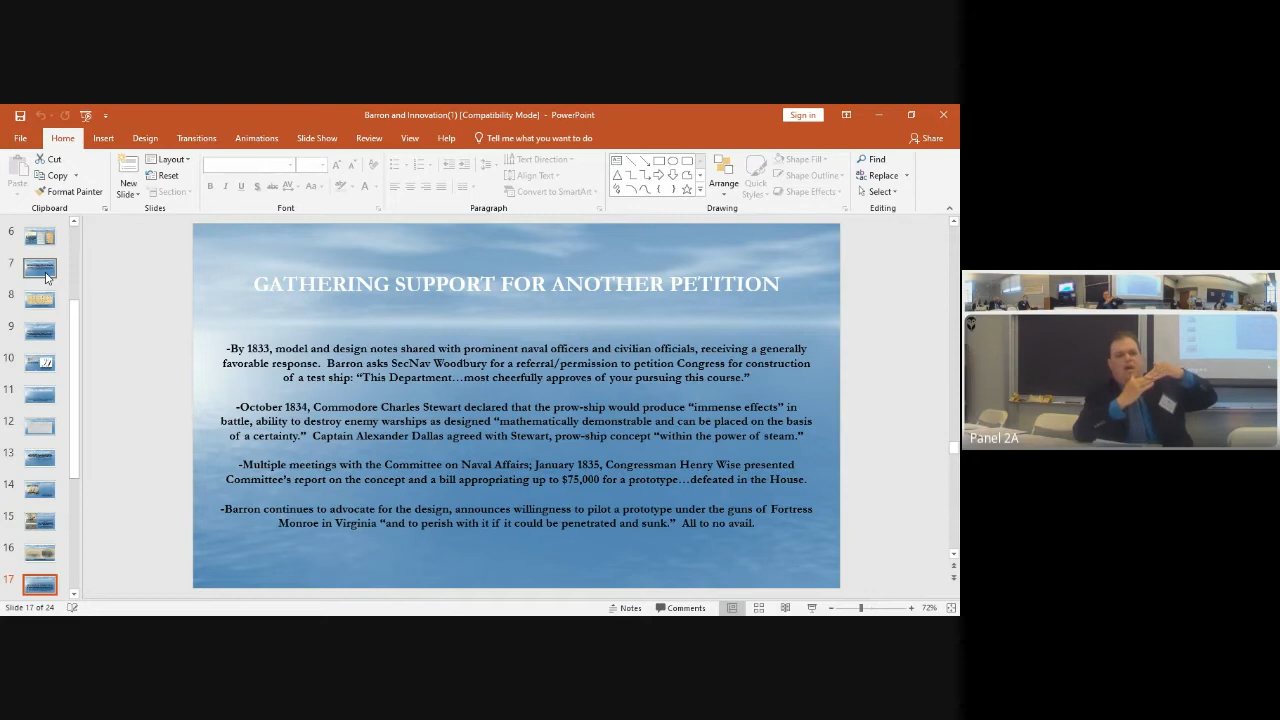 Barron and Innovation(1) [Compatibility Mode] - PowerPoint
Sign in
File Home Insert Design Transitions Animations Slide Show Review View Help Tell me what you want to do Share
Paste
Cut
Copy
Format Painter
Clipboard
New Slide
Layout
Reset
Section
Slides
B I U S abc AV Aa A
Font
Text Direction
Align Text
Convert to SmartArt
Paragraph
Arrange
Quick Styles
Shape Fill
Shape Outline
Shape Effects
Drawing
Find
Replace
Select
Editing
6
7
8
9
10
11
12
13
14
15
16
17
GATHERING SUPPORT FOR ANOTHER PETITION
-By 1833, model and design notes shared with prominent naval officers and civilian officials, receiving a generally
favorable response. Barron asks SecNav Woodbury for a referral/permission to petition Congress for construction
of a test ship: “This Department…most cheerfully approves of your pursuing this course.”
-October 1834, Commodore Charles Stewart declared that the prow-ship would produce “immense effects” in
battle, ability to destroy enemy warships as designed “mathematically demonstrable and can be placed on the basis
of a certainty.” Captain Alexander Dallas agreed with Stewart, prow-ship concept “within the power of steam.”
-Multiple meetings with the Committee on Naval Affairs; January 1835, Congressman Henry Wise presented
Committee’s report on the concept and a bill appropriating up to $75,000 for a prototype…defeated in the House.
-Barron continues to advocate for the design, announces willingness to pilot a prototype under the guns of Fortress
Monroe in Virginia “and to perish with it if it could be penetrated and sunk.” All to no avail.
Slide 17 of 24
Notes
Comments
72%
Panel 2A